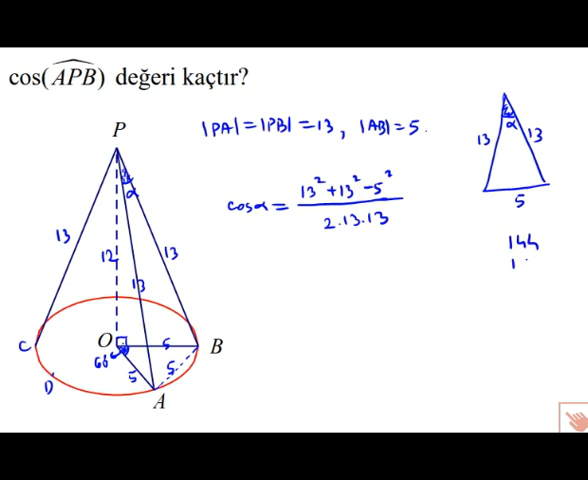 cos(APB) değeri kaçtır?
|PA| = |PB| = 13, |AB| = 5.
P
α
13
12
13
13
cosα = 13² + 13² - 5² / 2.13.13
α
13
13
5
144
1
C
O
5
B
60
5
5
D
A